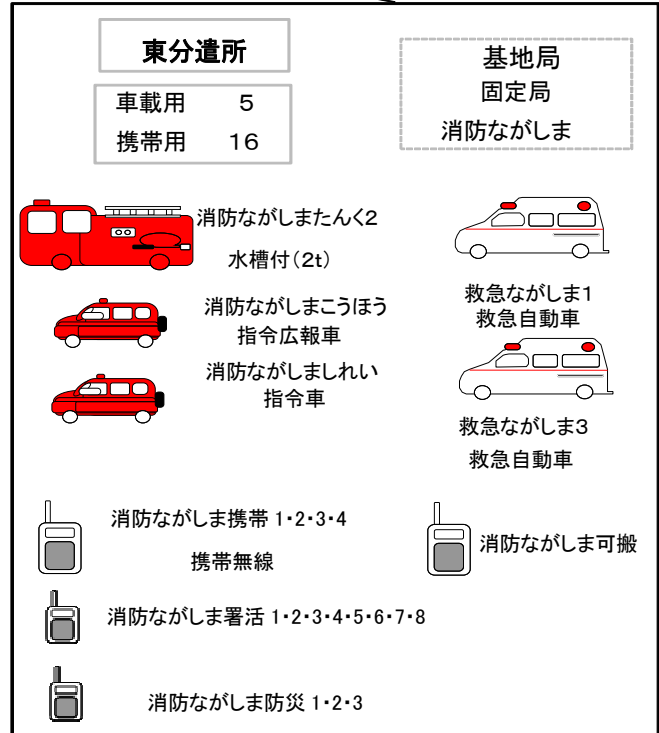 東分遣所
車載用 5
携帯用 16
基地局
固定局
消防ながしま
消防ながしまたんく2
水槽付(2t)
消防ながしまこうほう
指令広報車
消防ながしましれい
指令車
救急ながしま1
救急自動車
救急ながしま3
救急自動車
消防ながしま携帯 1・2・3・4
携帯無線
消防ながしま可搬
消防ながしま署活 1・2・3・4・5・6・7・8
消防ながしま防災 1・2・3